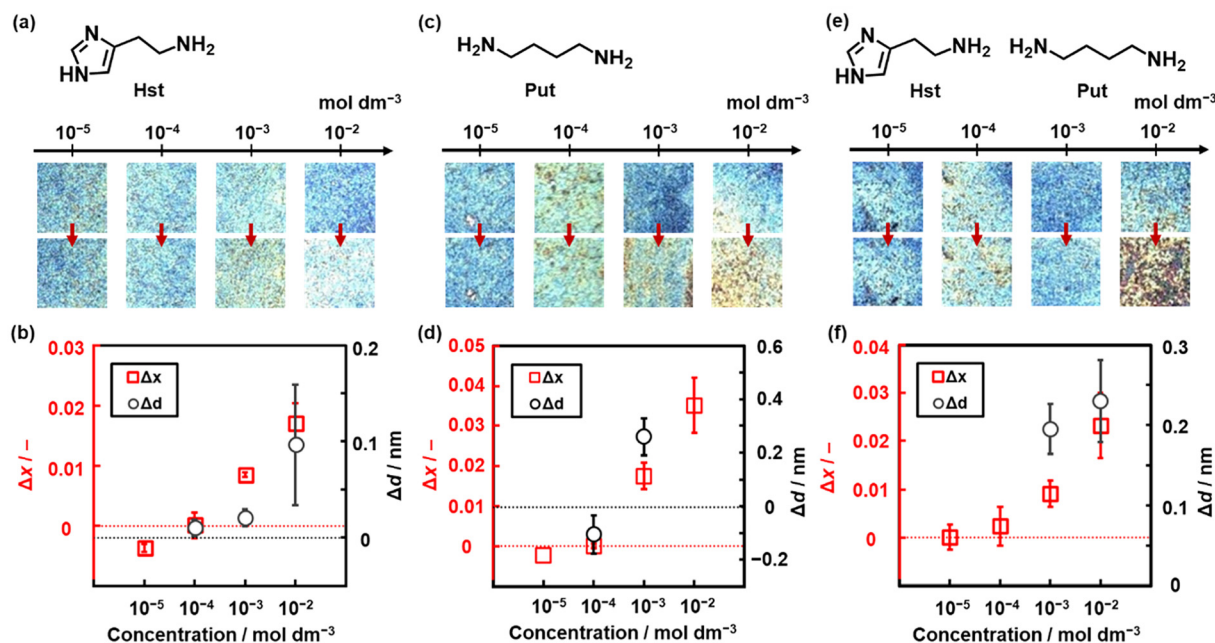 (a)
N
HN
NH2
Hst
mol dm−3
10−5 10−4 10−3 10−2
(b)
0.03
0.02
0.01
0
Δx / −
Δx
Δd
0.2
0.1
0
Δd / nm
10−5 10−4 10−3 10−2
Concentration / mol dm−3
(c)
NH2
NH2
Put
mol dm−3
10−5 10−4 10−3 10−2
(d)
0.05
0.04
0.03
0.02
0.01
0
Δx / −
Δx
Δd
0.6
0.4
0.2
0
−0.2
Δd / nm
10−5 10−4 10−3 10−2
Concentration / mol dm−3
(e)
N
HN
NH2
Hst
NH2
NH2
Put
mol dm−3
10−5 10−4 10−3 10−2
(f)
0.04
0.03
0.02
0.01
0
Δx / −
Δx
Δd
0.3
0.2
0.1
0
Δd / nm
10−5 10−4 10−3 10−2
Concentration / mol dm−3